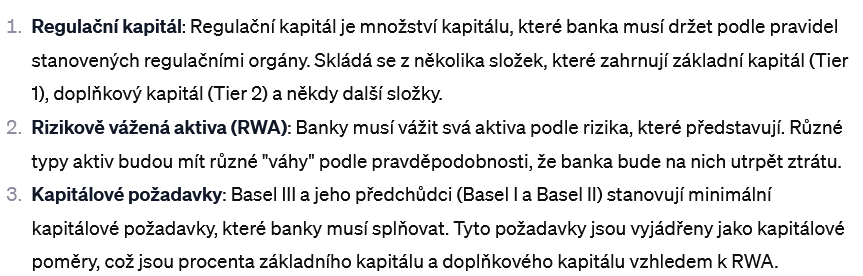 1. Regulační kapitál: Regulační kapitál je množství kapitálu, které banka musí držet podle pravidel
stanovených regulačními orgány. Skládá se z několika složek, které zahrnují základní kapitál (Tier
1), doplňkový kapitál (Tier 2) a někdy další složky.
2. Rizikově vážená aktiva (RWA): Banky musí vážit svá aktiva podle rizika, které představují. Různé
typy aktiv budou mít různé "váhy" podle pravděpodobnosti, že banka bude na nich utrpět ztrátu.
3. Kapitálové požadavky: Basel III a jeho předchůdci (Basel I a Basel II) stanovují minimální
kapitálové požadavky, které banky musí splňovat. Tyto požadavky jsou vyjádřeny jako kapitálové
poměry, což jsou procenta základního kapitálu a doplňkového kapitálu vzhledem k RWA.